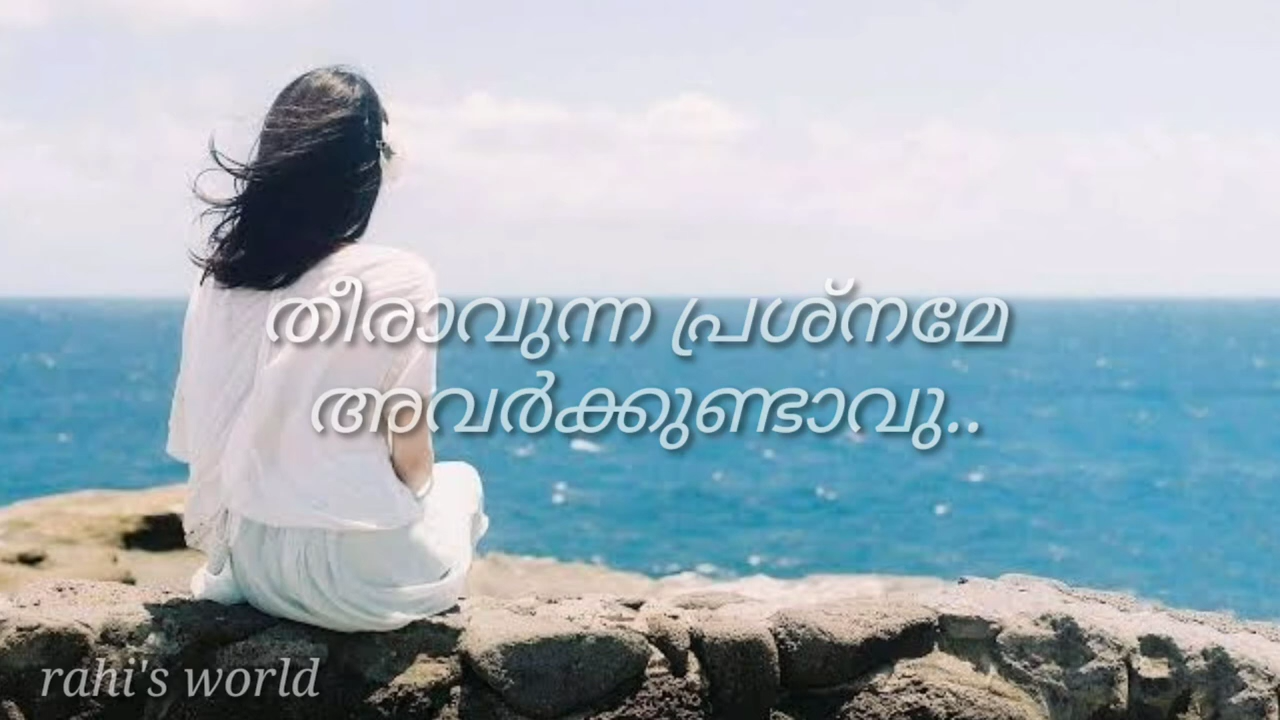 തീരാവുന്ന പ്രശ്നമേ
അവർക്കുണ്ടാവു..
rahi's world